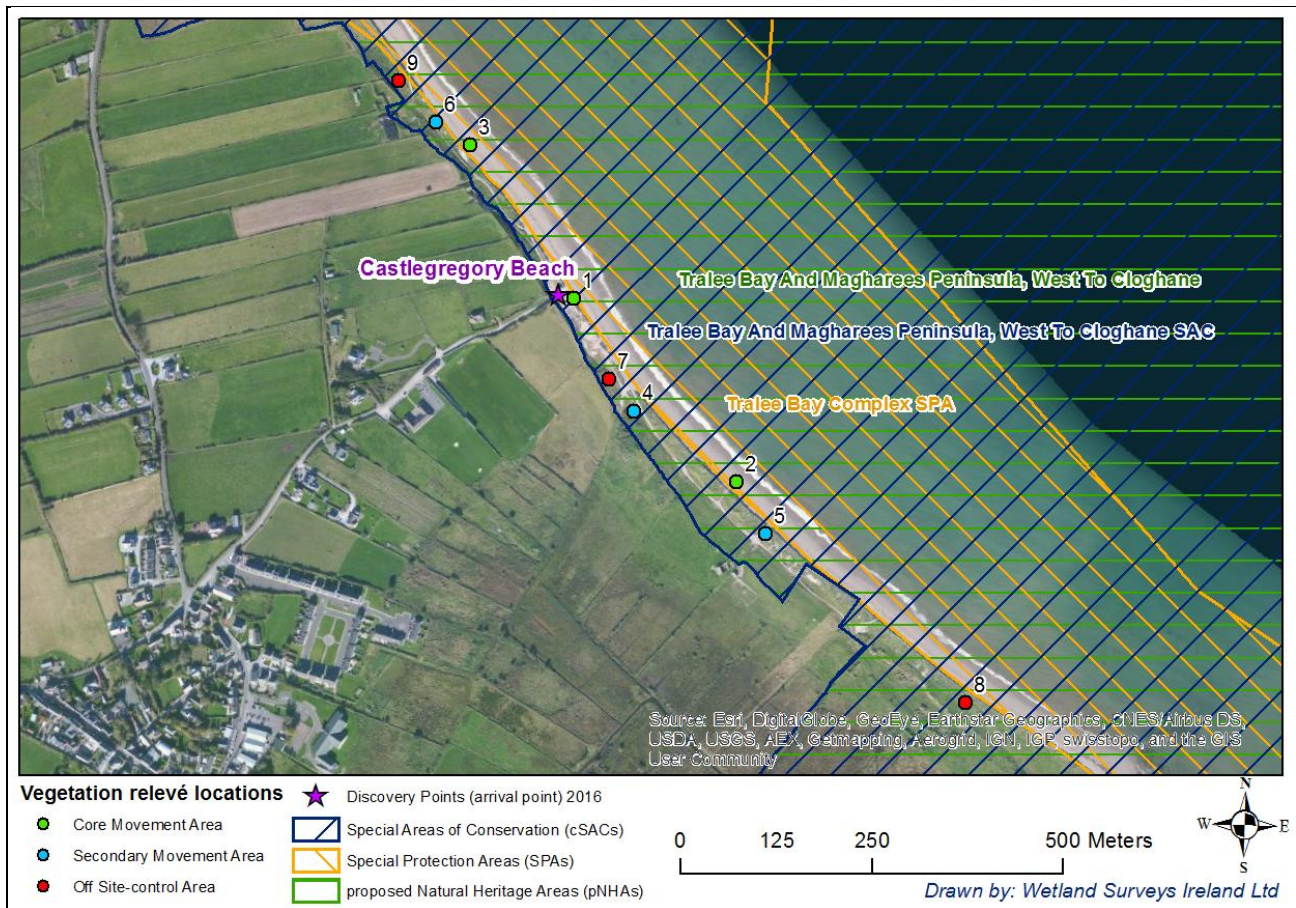 9
6
3
Castlegregory Beach
1
Tralee Bay And Magharees Peninsula, West To Cloghane
Tralee Bay And Magharees Peninsula, West To Cloghane SAC
7
4
Tralee Bay Complex SPA
2
5
8
Source: Esri, DigitalGlobe, GeoEye, Earthstar Geographics, CNES/Airbus DS,
USDA, USGS, AEX, Getmapping, Aerogrid, IGN, IGP, swisstopo, and the GIS
User Community
Vegetation relevé locations
Core Movement Area
Secondary Movement Area
Off Site-control Area
Discovery Points (arrival point) 2016
Special Areas of Conservation (cSACs)
Special Protection Areas (SPAs)
proposed Natural Heritage Areas (pNHAs)
0 125 250 500 Meters
N
W E
S
Drawn by: Wetland Surveys Ireland Ltd